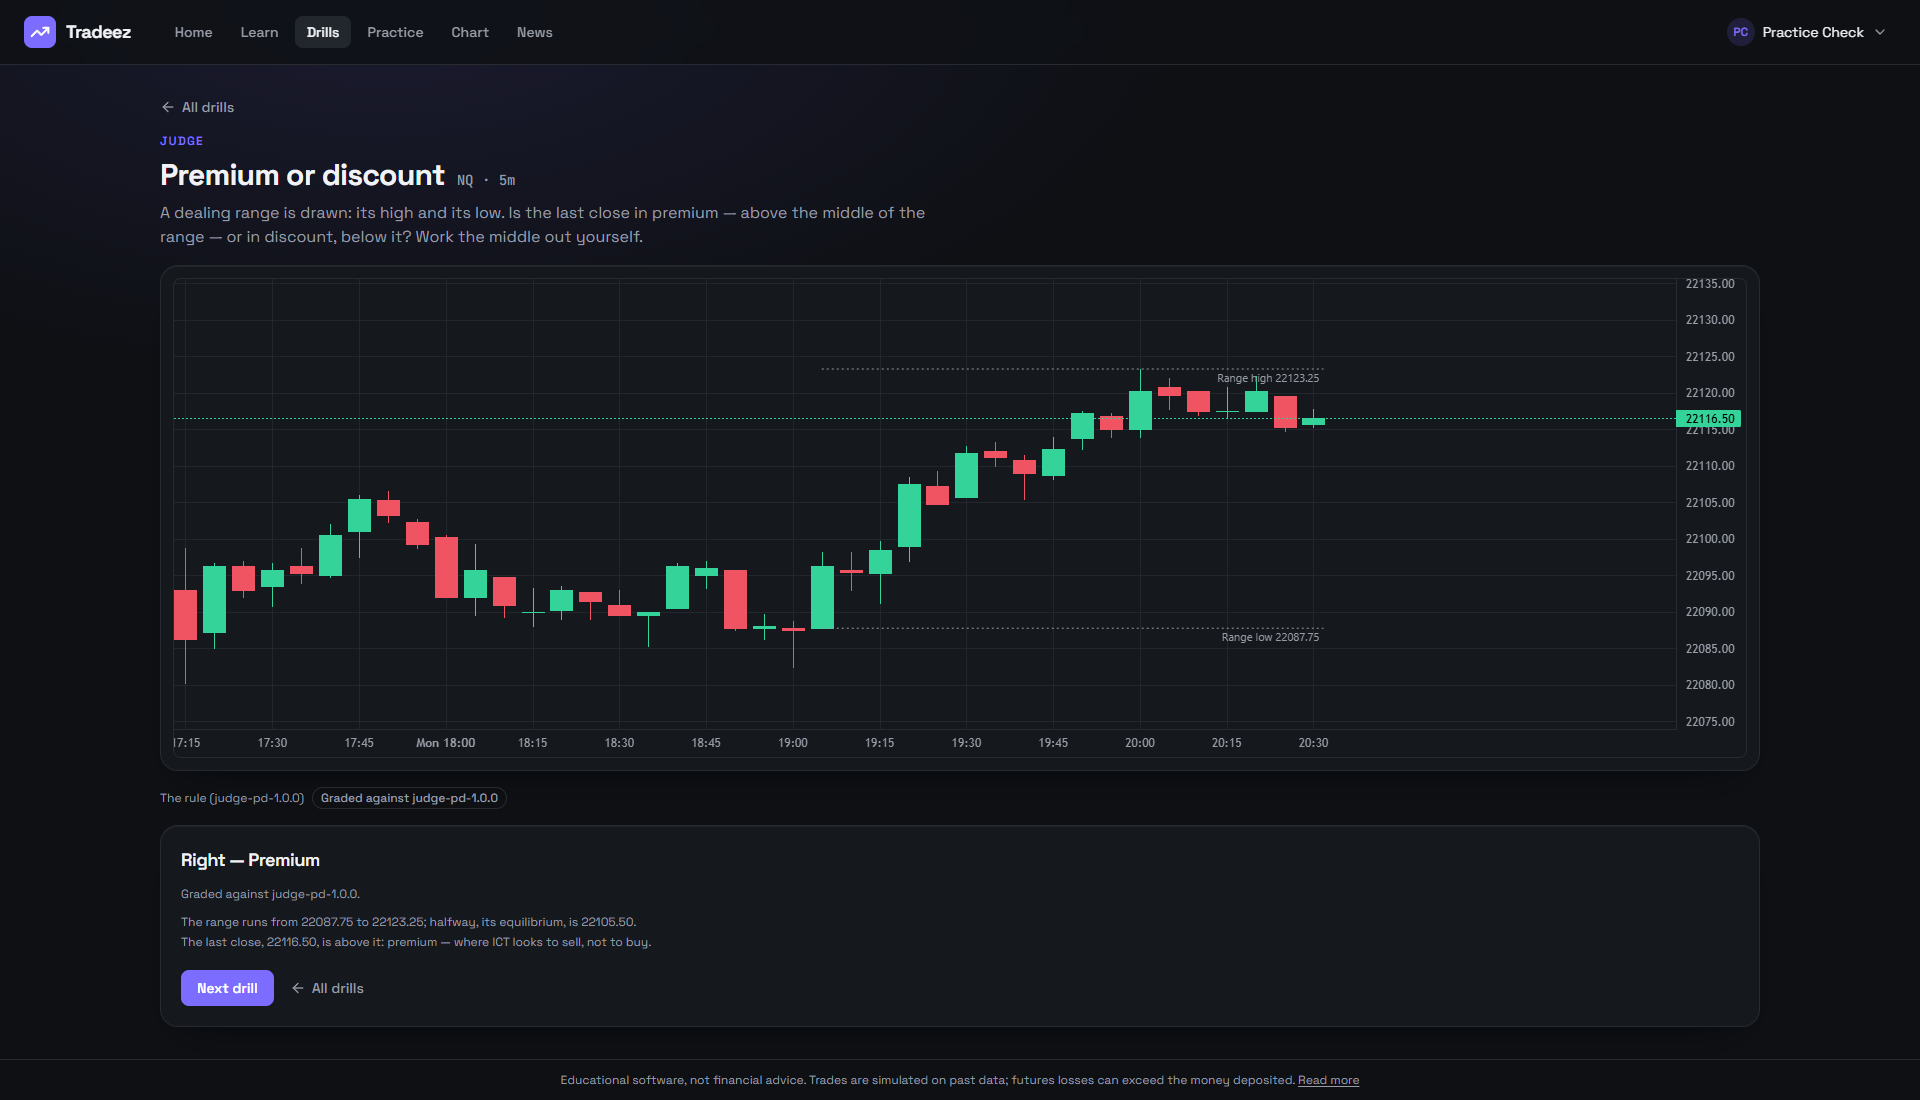 Tradeez
Home
Learn
Drills
Practice
Chart
News
PC
Practice Check
← All drills
JUDGE
Premium or discount NQ · 5m
A dealing range is drawn: its high and its low. Is the last close in premium — above the middle of the
range — or in discount, below it? Work the middle out yourself.
22135.00
22130.00
22125.00
Range high 22123.25
22120.00
22116.50
22115.00
22110.00
22105.00
22100.00
22095.00
22090.00
Range low 22087.75
22085.00
22080.00
22075.00
17:15
17:30
17:45
Mon 18:00
18:15
18:30
18:45
19:00
19:15
19:30
19:45
20:00
20:15
20:30
The rule (judge-pd-1.0.0) Graded against judge-pd-1.0.0
Right — Premium
Graded against judge-pd-1.0.0.
The range runs from 22087.75 to 22123.25; halfway, its equilibrium, is 22105.50.
The last close, 22116.50, is above it: premium — where ICT looks to sell, not to buy.
Next drill
← All drills
Educational software, not financial advice. Trades are simulated on past data; futures losses can exceed the money deposited. Read more